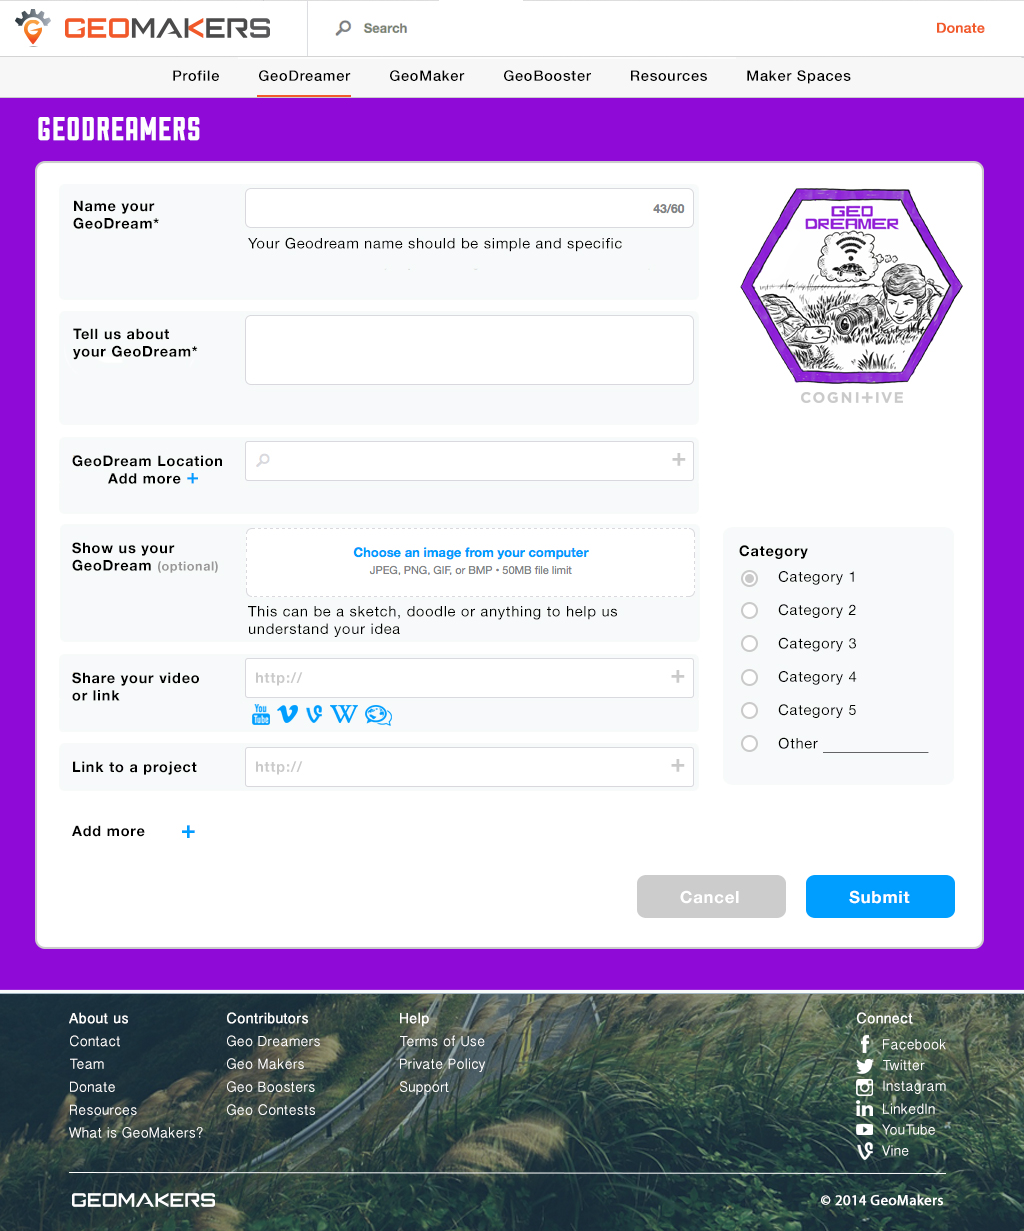 GEOMAKERS
Search
Donate
Profile
GeoDreamer
GeoMaker
GeoBooster
Resources
Maker Spaces
GEODREAMERS
Name your
GeoDream*
43/60
Your Geodream name should be simple and specific
GEO
DREAMER
COGNITIVE
Tell us about
your GeoDream*
GeoDream Location
Add more +
+
Show us your
GeoDream (optional)
Choose an image from your computer
JPEG, PNG, GIF, or BMP • 50MB file limit
This can be a sketch, doodle or anything to help us
understand your idea
Category
Category 1
Category 2
Category 3
Category 4
Category 5
Other
Share your video
or link
http://
+
You
Tube
W
Link to a project
http://
+
Add more +
Cancel
Submit
About us
Contact
Team
Donate
Resources
What is GeoMakers?
Contributors
Geo Dreamers
Geo Makers
Geo Boosters
Geo Contests
Help
Terms of Use
Private Policy
Support
Connect
Facebook
Twitter
Instagram
LinkedIn
YouTube
Vine
GEOMAKERS
© 2014 GeoMakers